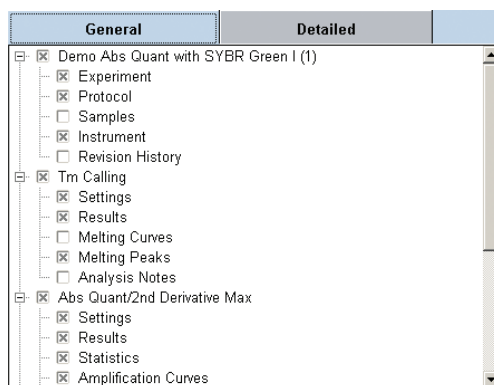 General Detailed
Demo Abs Quant with SYBR Green I (1)
Experiment
Protocol
Samples
Instrument
Revision History
Tm Calling
Settings
Results
Melting Curves
Melting Peaks
Analysis Notes
Abs Quant/2nd Derivative Max
Settings
Results
Statistics
Amplification Curves